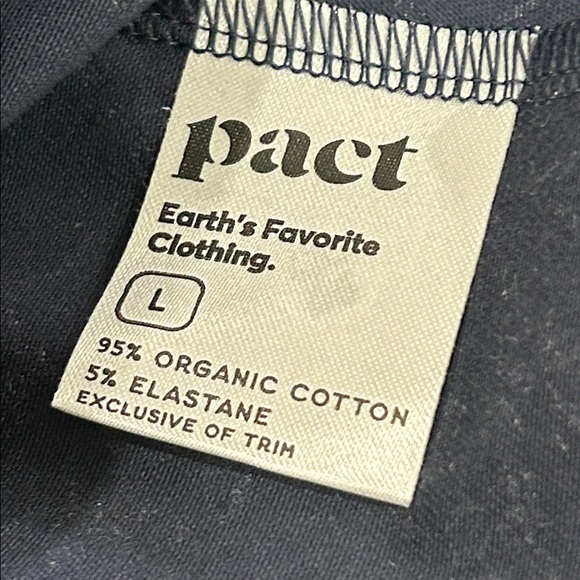 pact
Earth's Favorite
Clothing.
L
95% ORGANIC COTTON
5% ELASTANE
EXCLUSIVE OF TRIM